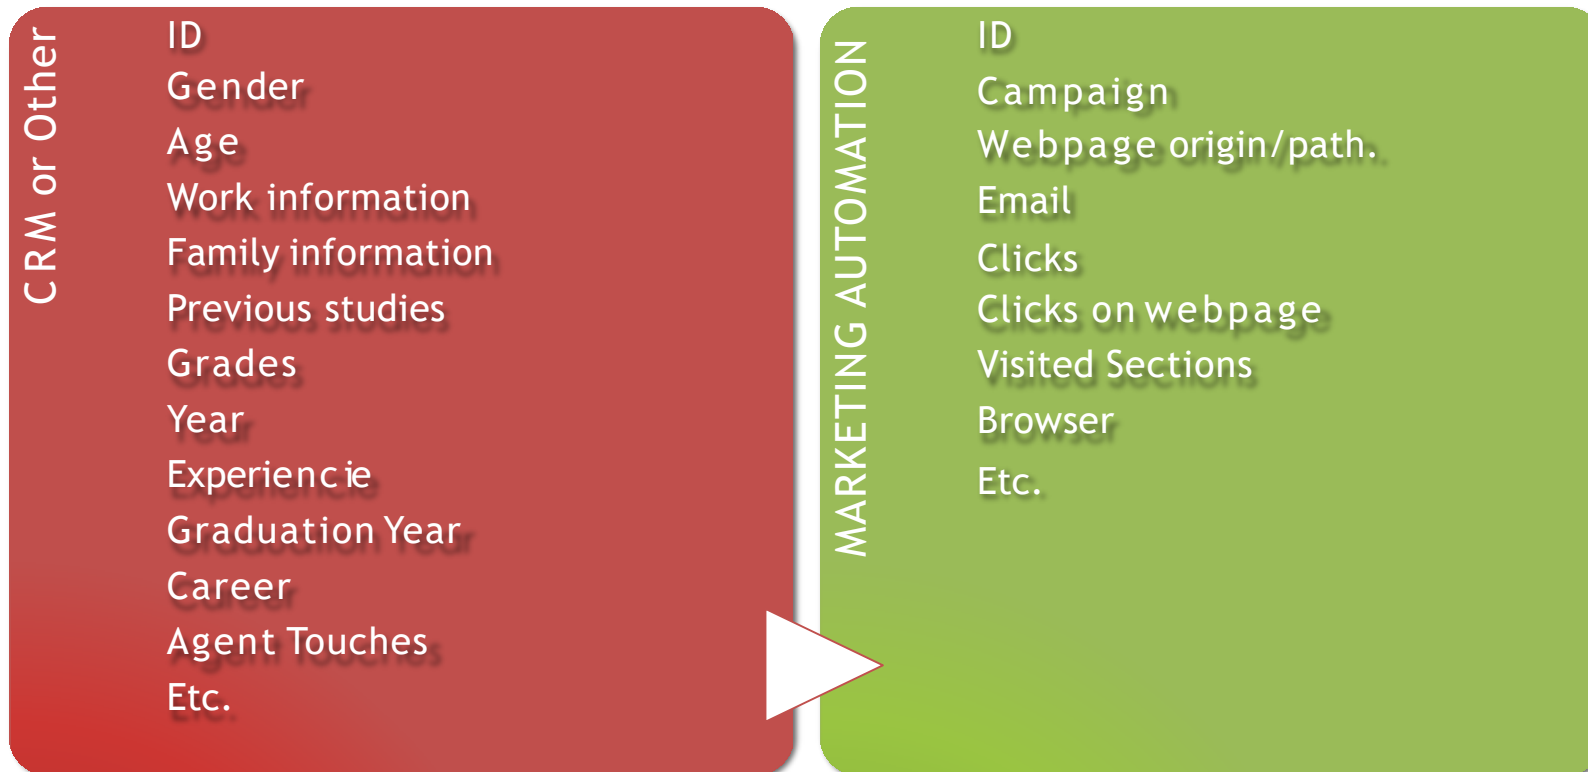 CRM or Other
ID
Gender
Age
Work information
Family information
Previous studies
Grades
Year
Experiencie
Graduation Year
Career
Agent Touches
Etc.
MARKETING AUTOMATION
ID
Campaign
Webpage origin/path.
Email
Clicks
Clicks on webpage
Visited Sections
Browser
Etc.